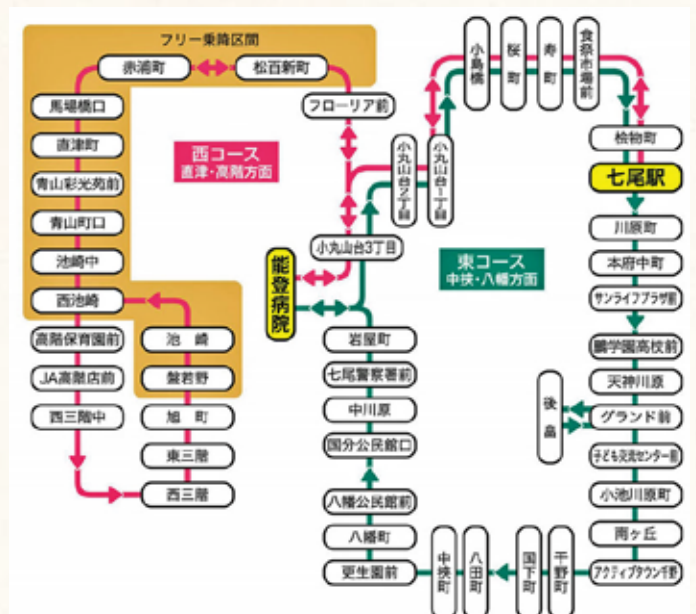 フリー乗降区間
赤浦町
松百新町
フローリア前
馬場橋口
直津町
青山彩光苑前
青山町口
池崎中
西池崎
高階保育園前
JA高階店前
西三階中
西三階
東三階
旭町
盤若野
池崎
西コース
直津・高階方面
小丸山台3丁目
能登病院
小丸山台2丁目
小丸山台1丁目
小島橋
桜町
寿町
食祭市場前
桧物町
七尾駅
東コース
中挾・八幡方面
川原町
本府中町
サンライフプラザ前
鵬学園高校前
天神川原
グランド前
後畠
子ども交流センター前
小池川原町
南ヶ丘
アクティブタウン千野
千野町
国下町
八田町
中挾町
更生園前
八幡町
八幡公民館前
国分公民館口
中川原
七尾警察署前
岩屋町